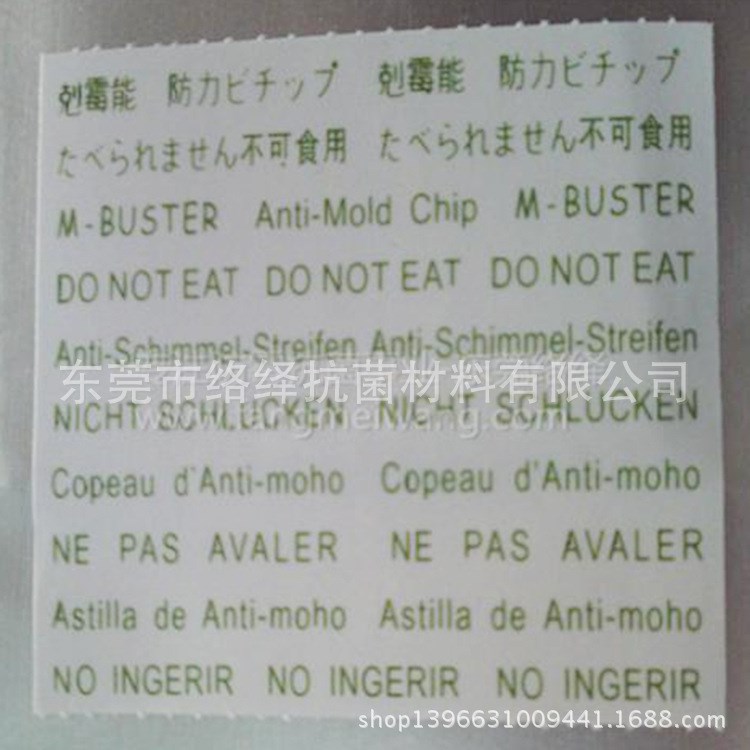 剋霉能 防力ビチップ 剋霉能 防力ビチップ
たべられません不可食用 たべられません不可食用
M-BUSTER Anti-Mold Chip M-BUSTER
DO NOT EAT DO NOT EAT DO NOT EAT
Anti-Schimmel-Streifen Anti-Schimmel-Streifen
东莞市络绎抗菌材料有限公司
NICHT SCHLUCKEN NICHT SCHLUCKEN
Copeau d'Anti-moho Copeau d'Anti-moho
NE PAS AVALER NE PAS AVALER
Astilla de Anti-moho Astilla de Anti-moho
NO INGERIR NO INGERIR NO INGERIR
shop1396631009441.1688.com